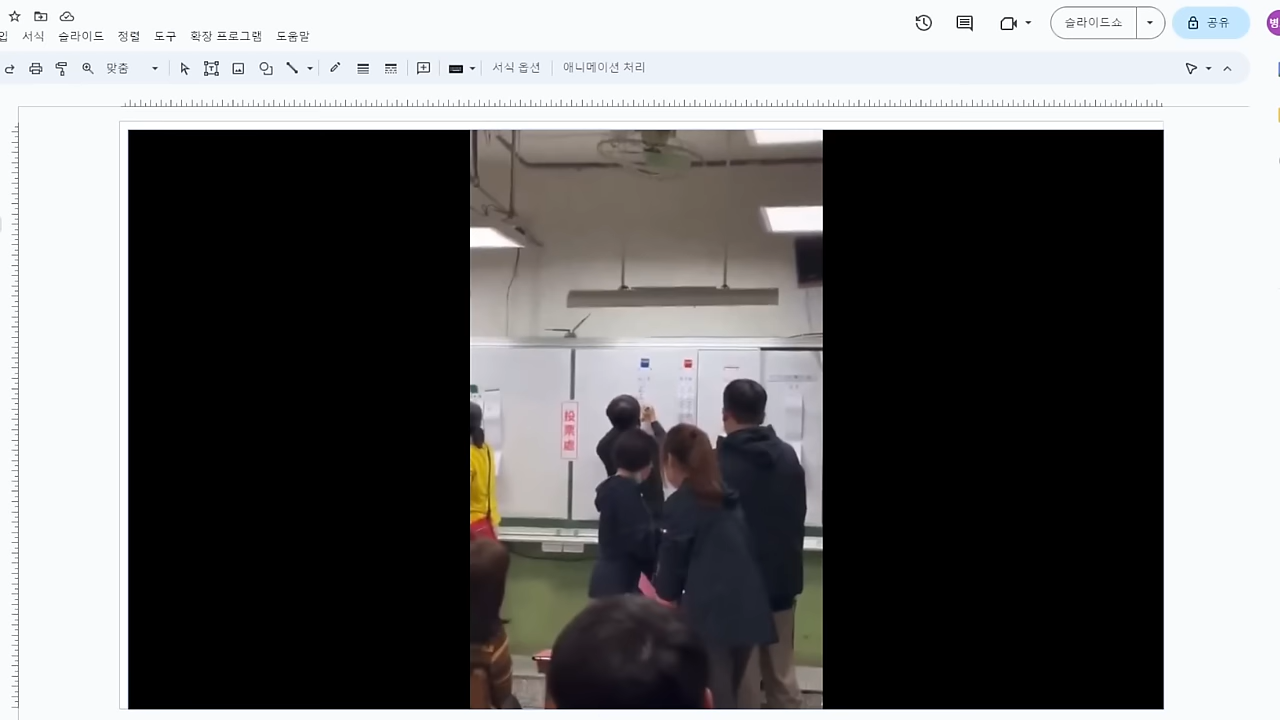 입
서식
슬라이드
정렬
도구
확장 프로그램
도움말
슬라이드쇼
공유
병
맞춤
서식 옵션
애니메이션 처리
投票處